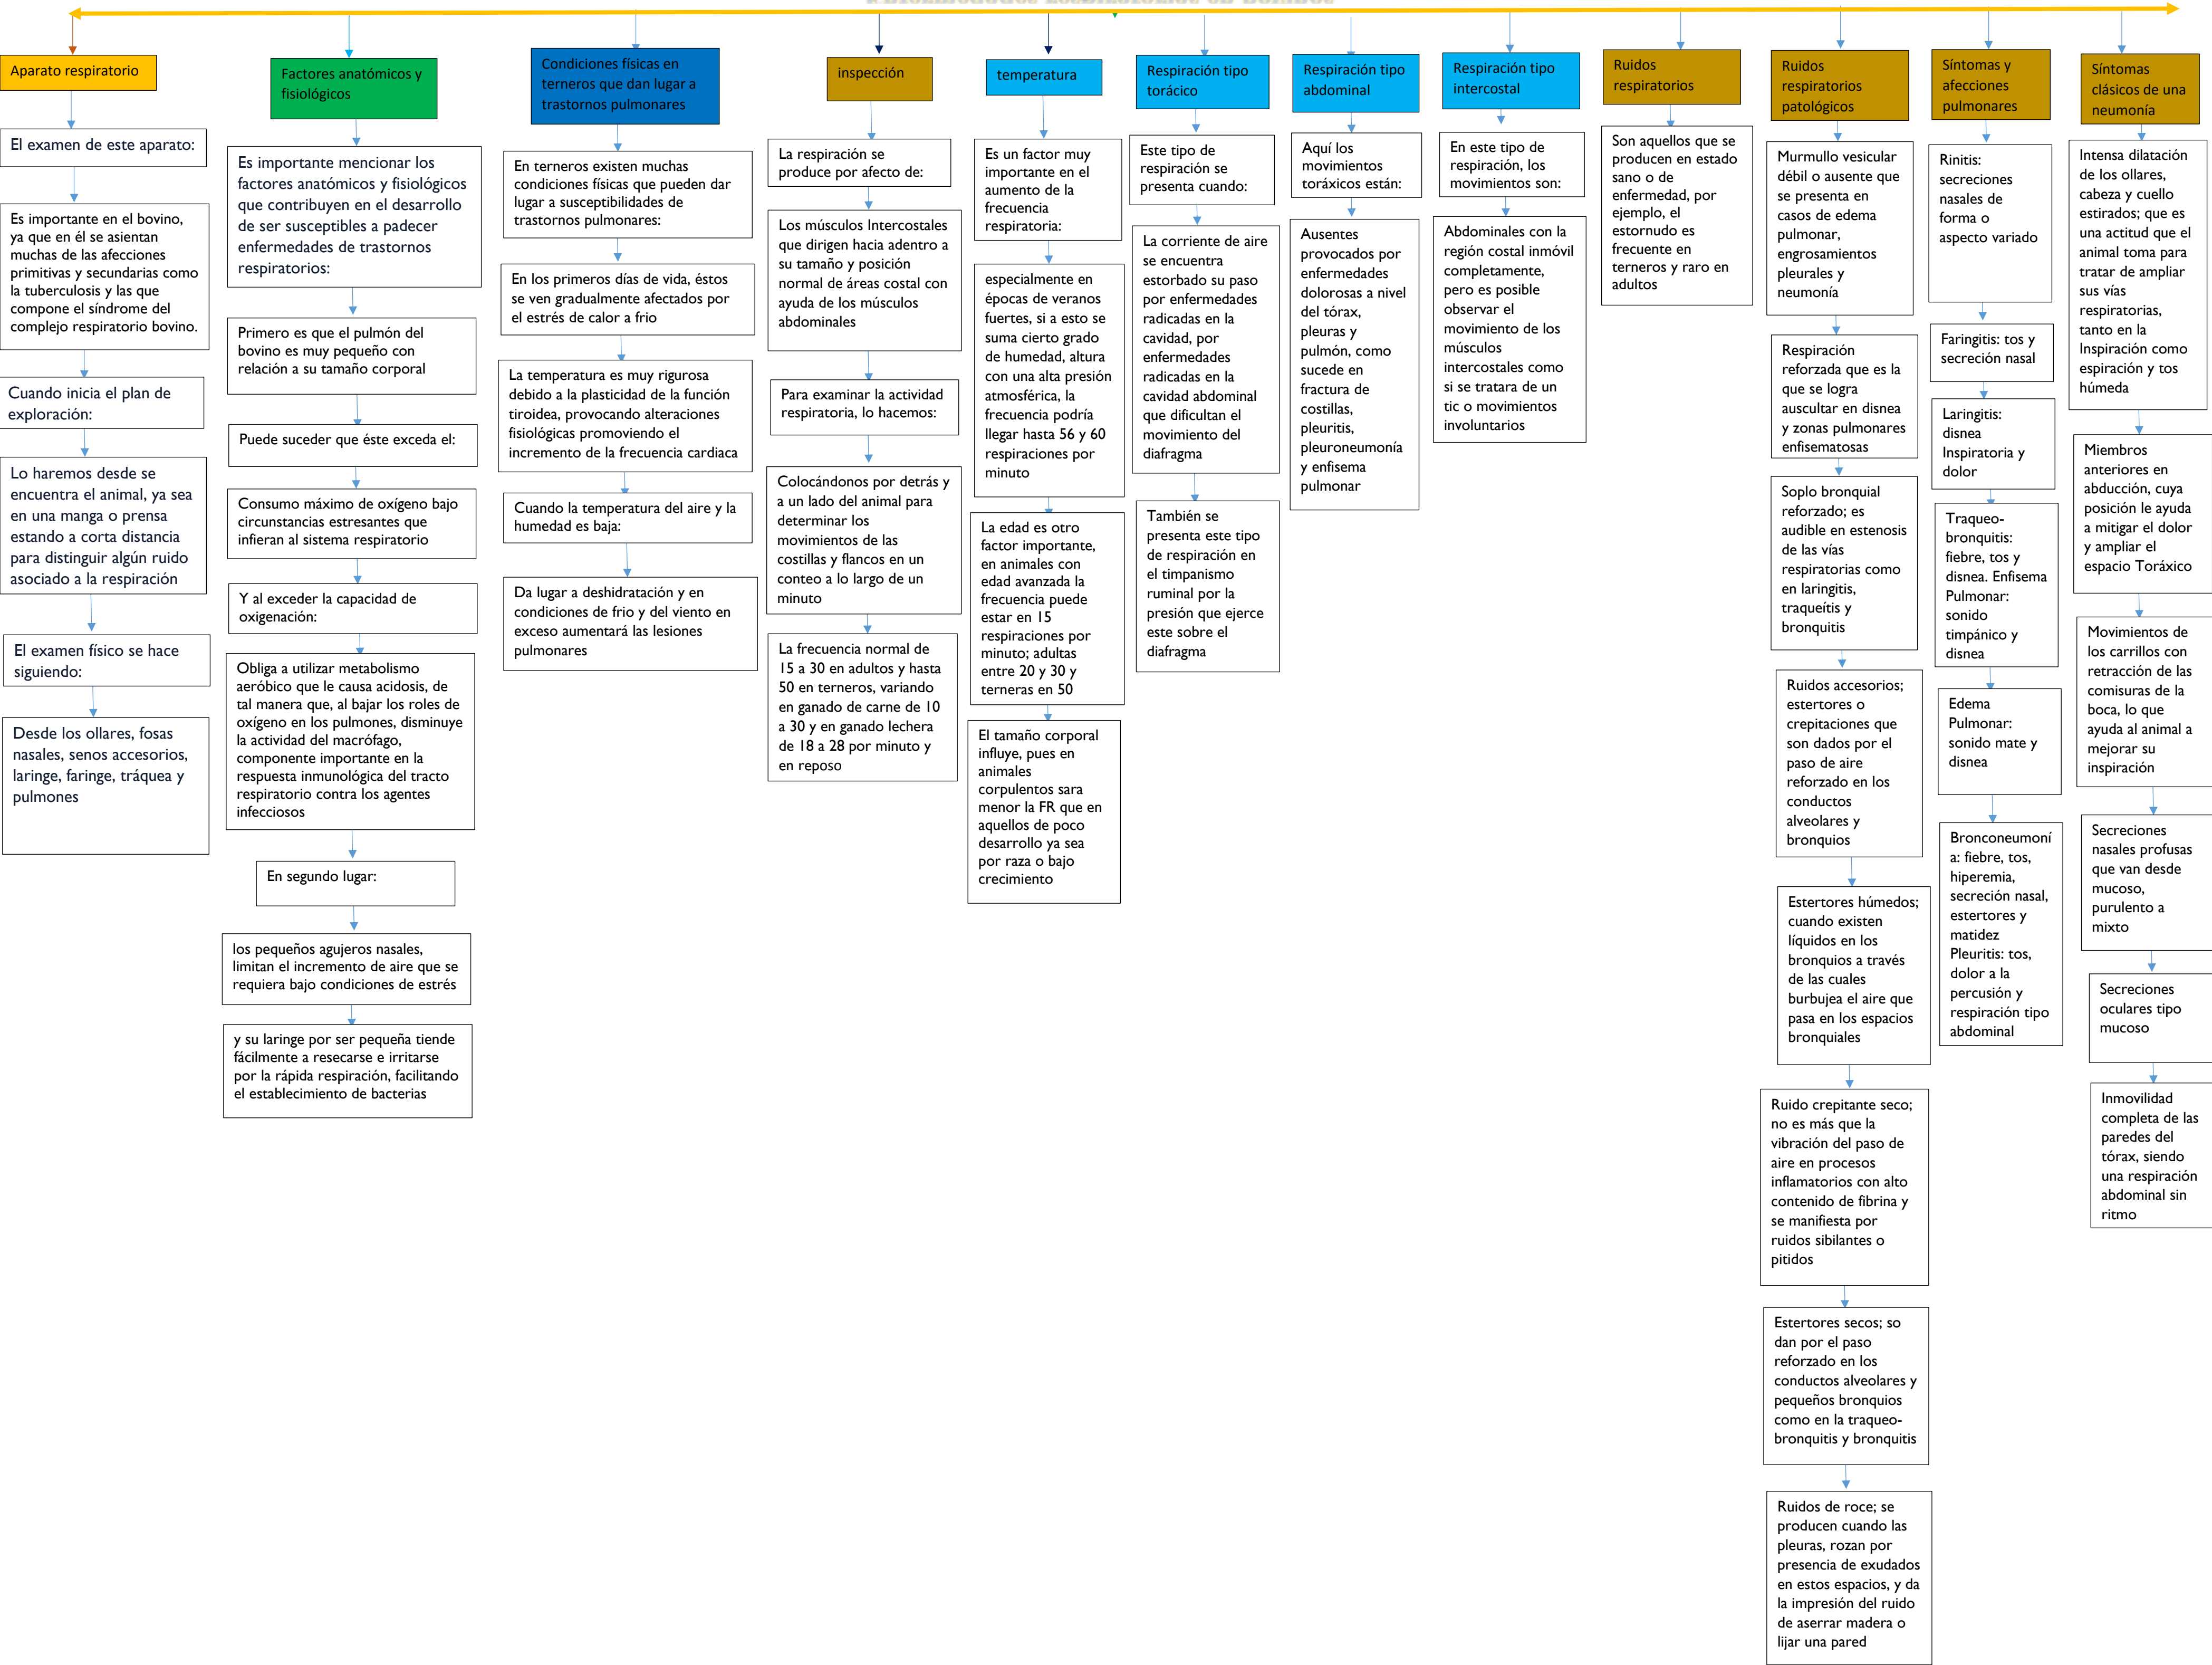 Aparato respiratorio
El examen de este aparato:
Es importante en el bovino,
ya que en él se asientan
muchas de las afecciones
primitivas y secundarias como
la tuberculosis y las que
compone el síndrome del
complejo respiratorio bovino.
Cuando inicia el plan de
exploración:
Lo haremos desde se
encuentra el animal, ya sea
en una manga o prensa
estando a corta distancia
para distinguir algún ruido
asociado a la respiración
El examen físico se hace
siguiendo:
Desde los ollares, fosas
nasales, senos accesorios,
laringe, faringe, tráquea y
pulmones
Factores anatómicos y
fisiológicos
Es importante mencionar los
factores anatómicos y fisiológicos
que contribuyen en el desarrollo
de ser susceptibles a padecer
enfermedades de trastornos
respiratorios:
Primero es que el pulmón del
bovino es muy pequeño con
relación a su tamaño corporal
Puede suceder que éste exceda el:
Consumo máximo de oxígeno bajo
circunstancias estresantes que
infieran al sistema respiratorio
Y al exceder la capacidad de
oxigenación:
Obliga a utilizar metabolismo
aeróbico que le causa acidosis, de
tal manera que, al bajar los roles de
oxígeno en los pulmones, disminuye
la actividad del macrófago,
componente importante en la
respuesta inmunológica del tracto
respiratorio contra los agentes
infecciosos
En segundo lugar:
los pequeños agujeros nasales,
limitan el incremento de aire que se
requiera bajo condiciones de estrés
y su laringe por ser pequeña tiende
fácilmente a resecarse e irritarse
por la rápida respiración, facilitando
el establecimiento de bacterias
Condiciones físicas en
terneros que dan lugar a
trastornos pulmonares
En terneros existen muchas
condiciones físicas que pueden dar
lugar a susceptibilidades de
trastornos pulmonares:
En los primeros días de vida, éstos
se ven gradualmente afectados por
el estrés de calor a frio
La temperatura es muy rigurosa
debido a la plasticidad de la función
tiroidea, provocando alteraciones
fisiológicas promoviendo el
incremento de la frecuencia cardiaca
Cuando la temperatura del aire y la
humedad es baja:
Da lugar a deshidratación y en
condiciones de frio y del viento en
exceso aumentará las lesiones
pulmonares
inspección
La respiración se
produce por afecto de:
Los músculos Intercostales
que dirigen hacia adentro a
su tamaño y posición
normal de áreas costal con
ayuda de los músculos
abdominales
Para examinar la actividad
respiratoria, lo hacemos:
Colocándonos por detrás y
a un lado del animal para
determinar los
movimientos de las
costillas y flancos en un
conteo a lo largo de un
minuto
La frecuencia normal de
15 a 30 en adultos y hasta
50 en terneros, variando
en ganado de carne de 10
a 30 y en ganado lechera
de 18 a 28 por minuto y
en reposo
temperatura
Es un factor muy
importante en el
aumento de la
frecuencia
respiratoria:
especialmente en
épocas de veranos
fuertes, si a esto se
suma cierto grado
de humedad, altura
con una alta presión
atmosférica, la
frecuencia podría
llegar hasta 56 y 60
respiraciones por
minuto
La edad es otro
factor importante,
en animales con
edad avanzada la
frecuencia puede
estar en 15
respiraciones por
minuto; adultas
entre 20 y 30 y
terneras en 50
El tamaño corporal
influye, pues en
animales
corpulentos sara
menor la FR que en
aquellos de poco
desarrollo ya sea
por raza o bajo
crecimiento
Respiración tipo
torácico
Este tipo de
respiración se
presenta cuando:
La corriente de aire
se encuentra
estorbado su paso
por enfermedades
radicadas en la
cavidad, por
enfermedades
radicadas en la
cavidad abdominal
que dificultan el
movimiento del
diafragma
También se
presenta este tipo
de respiración en
el timpanismo
ruminal por la
presión que ejerce
este sobre el
diafragma
Respiración tipo
abdominal
Aquí los
movimientos
toráxicos están:
Ausentes
provocados por
enfermedades
dolorosas a nivel
del tórax,
pleuras y
pulmón, como
sucede en
fractura de
costillas,
pleuritis,
pleuroneumonía
y enfisema
pulmonar
Respiración tipo
intercostal
En este tipo de
respiración, los
movimientos son:
Abdominales con la
región costal inmóvil
completamente,
pero es posible
observar el
movimiento de los
músculos
intercostales como
si se tratara de un
tic o movimientos
involuntarios
Ruidos
respiratorios
Son aquellos que se
producen en estado
sano o de
enfermedad, por
ejemplo, el
estornudo es
frecuente en
terneros y raro en
adultos
Ruidos
respiratorios
patológicos
Murmullo vesicular
débil o ausente que
se presenta en
casos de edema
pulmonar,
engrosamientos
pleurales y
neumonía
Respiración
reforzada que es la
que se logra
auscultar en disnea
y zonas pulmonares
enfisematosas
Soplo bronquial
reforzado; es
audible en estenosis
de las vías
respiratorias como
en laringitis,
traqueítis y
bronquitis
Ruidos accesorios;
estertores o
crepitaciones que
son dados por el
paso de aire
reforzado en los
conductos
alveolares y
bronquios
Estertores húmedos;
cuando existen
líquidos en los
bronquios a través
de las cuales
burbujea el aire que
pasa en los espacios
bronquiales
Ruido crepitante seco;
no es más que la
vibración del paso de
aire en procesos
inflamatorios con alto
contenido de fibrina y
se manifiesta por
ruidos sibilantes o
pitidos
Estertores secos; so
dan por el paso
reforzado en los
conductos alveolares y
pequeños bronquios
como en la traqueo-
bronquitis y bronquitis
Ruidos de roce; se
producen cuando las
pleuras, rozan por
presencia de exudados
en estos espacios, y da
la impresión del ruido
de aserrar madera o
lijar una pared
Síntomas y
afecciones
pulmonares
Rinitis:
secreciones
nasales de
forma o
aspecto variado
Faringitis: tos y
secreción nasal
Laringitis:
disnea
Inspiratoria y
dolor
Traqueo-
bronquitis:
fiebre, tos y
disnea. Enfisema
Pulmonar:
sonido
timpánico y
disnea
Edema
Pulmonar:
sonido mate y
disnea
Bronconeumoní
a: fiebre, tos,
hiperemia,
secreción nasal,
estertores y
matidez
Pleuritis: tos,
dolor a la
percusión y
respiración tipo
abdominal
Síntomas
clásicos de una
neumonía
Intensa dilatación
de los ollares,
cabeza y cuello
estirados; que es
una actitud que el
animal toma para
tratar de ampliar
sus vías
respiratorias,
tanto en la
Inspiración como
espiración y tos
húmeda
Miembros
anteriores en
abducción, cuya
posición le ayuda
a mitigar el dolor
y ampliar el
espacio Toráxico
Movimientos de
los carrillos con
retracción de las
comisuras de la
boca, lo que
ayuda al animal a
mejorar su
inspiración
Secreciones
nasales profusas
que van desde
mucoso,
purulento a
mixto
Secreciones
oculares tipo
mucoso
Inmovilidad
completa de las
paredes del
tórax, siendo
una respiración
abdominal sin
ritmo